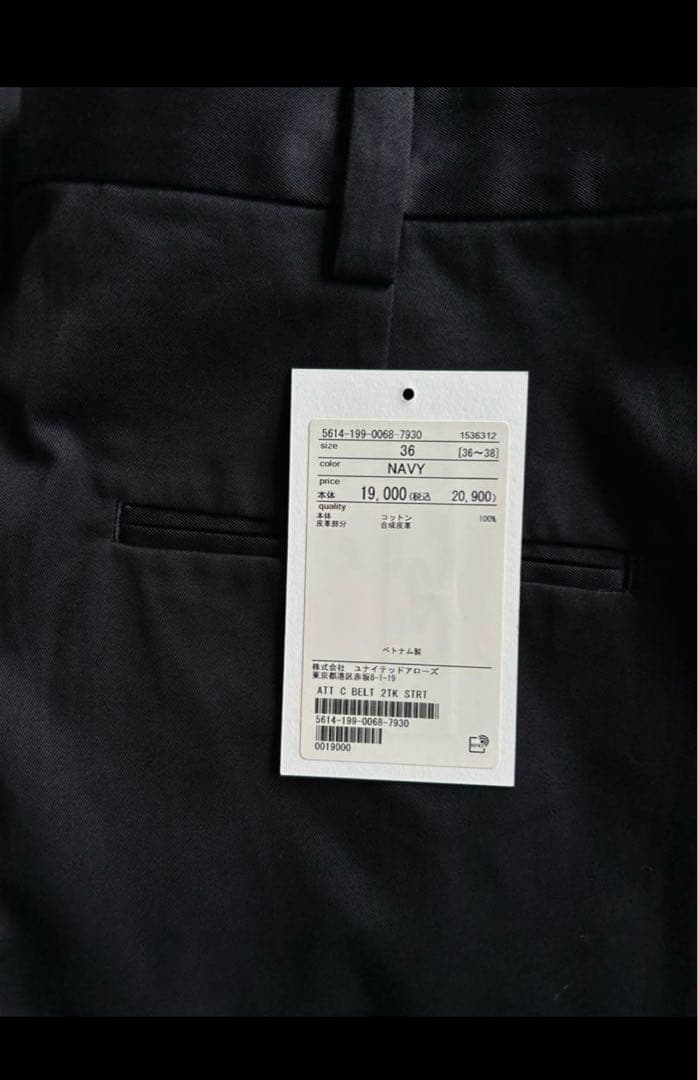 5614-199-0068-7930 1536312
size 36 [36～38]
color NAVY
price
本体 19,000(税込 20,900)
quality
本体 コットン 100%
皮革部分 合成皮革
ベトナム製
株式会社 ユナイテッドアローズ
東京都港区赤坂8-1-19
ATT C BELT 2TK STRT
5614-199-0068-7930
0019000